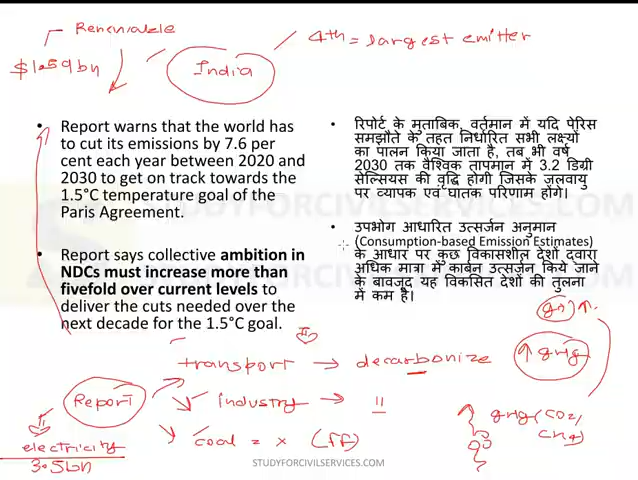 Renewable
4th = largest emitter
India
• Report warns that the world has
to cut its emissions by 7.6 per
cent each year between 2020 and
2030 to get on track towards the
1.5°C temperature goal of the
Paris Agreement.
• Report says collective ambition in
NDCs must increase more than
fivefold over current levels to
deliver the cuts needed over the
next decade for the 1.5°C goal.
• रिपोर्ट के मुताबिक, वर्तमान में यदि पेरिस
समझौते के तहत निर्धारित सभी लक्ष्यों
का पालन किया जाता है, तब भी वर्ष
2030 तक वैश्विक तापमान में 3.2 डिग्री
सेल्सियस की वृद्धि होगी जिसके जलवायु
पर व्यापक एवं घातक परिणाम होंगे।
• उपभोग आधारित उत्सर्जन अनुमान
(Consumption-based Emission Estimates)
के आधार पर कुछ विकासशील देशों द्वारा
अधिक मात्रा में कार्बन उत्सर्जन किये जाने
के बावजूद यह विकसित देशों की तुलना
में कम है।
STUDYFORCIVILSERVICES.COM
transport → decarbonize
Report
industry → "
coal = × (ff)
electricity
3.5bn
ghg (CO2,
CH4)
STUDYFORCIVILSERVICES.COM